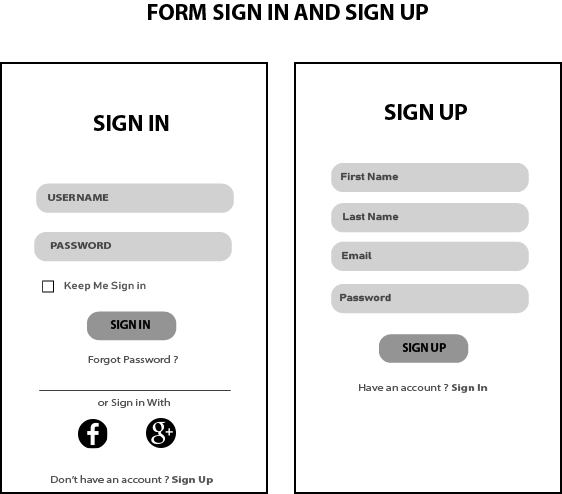 FORM SIGN IN AND SIGN UP
SIGN IN
USERNAME
PASSWORD
Keep Me Sign in
SIGN IN
Forgot Password ?
or Sign in With
f g+
Don't have an account ? Sign Up
SIGN UP
First Name
Last Name
Email
Password
SIGN UP
Have an account ? Sign In